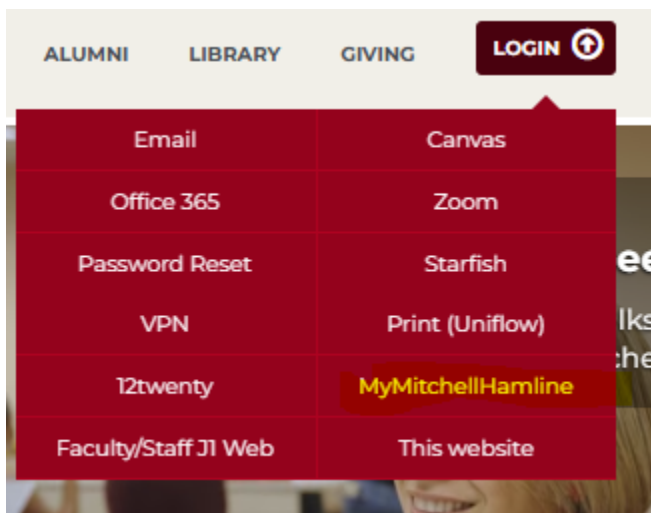 ALUMNI LIBRARY GIVING LOGIN
Email Canvas
Office 365 Zoom
Password Reset Starfish
VPN Print (Uniflow)
12twenty MyMitchellHamline
Faculty/Staff J1 Web This website